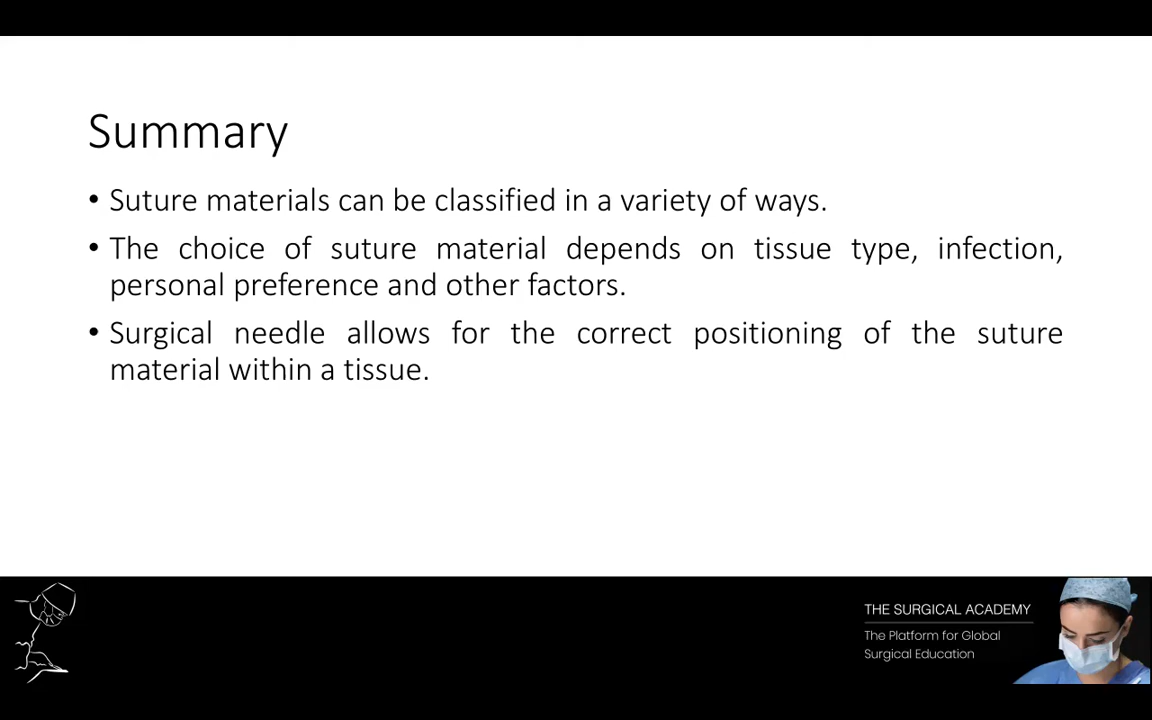 Summary
• Suture materials can be classified in a variety of ways.
• The choice of suture material depends on tissue type, infection,
personal preference and other factors.
• Surgical needle allows for the correct positioning of the suture
material within a tissue.
THE SURGICAL ACADEMY
The Platform for Global
Surgical Education